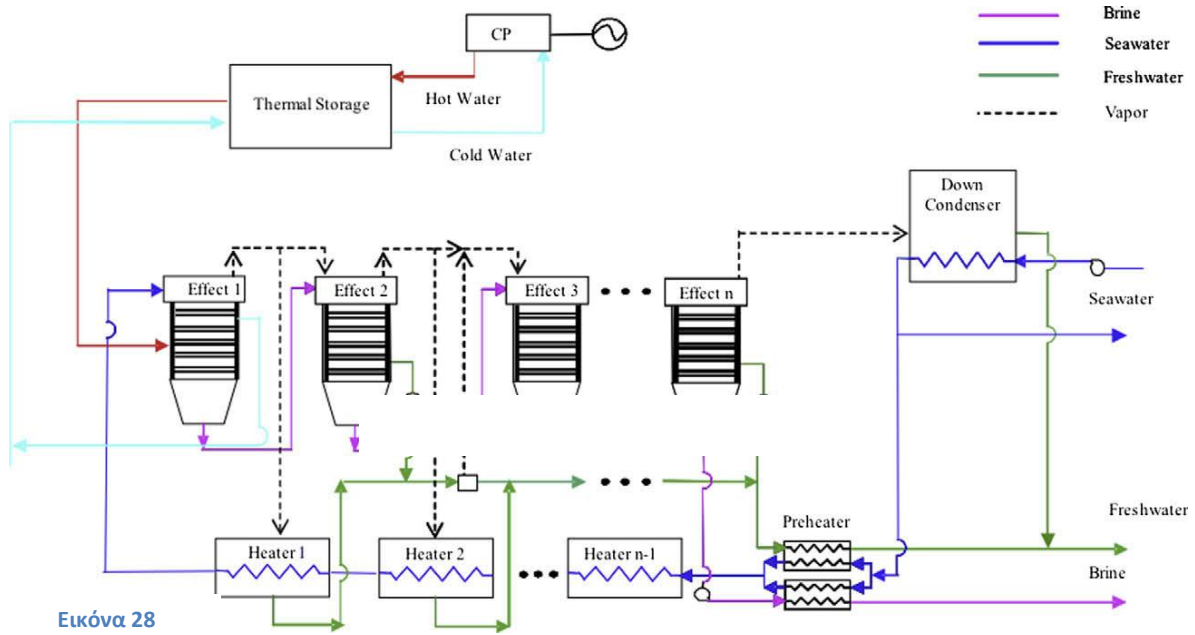 CP
Brine
Seawater
Freshwater
Vapor
Thermal Storage
Hot Water
Cold Water
Down
Condenser
Effect 1
Effect 2
Effect 3
Effect n
Seawater
Preheater
Freshwater
Heater 1
Heater 2
Heater n-1
Brine
Εικόνα 28